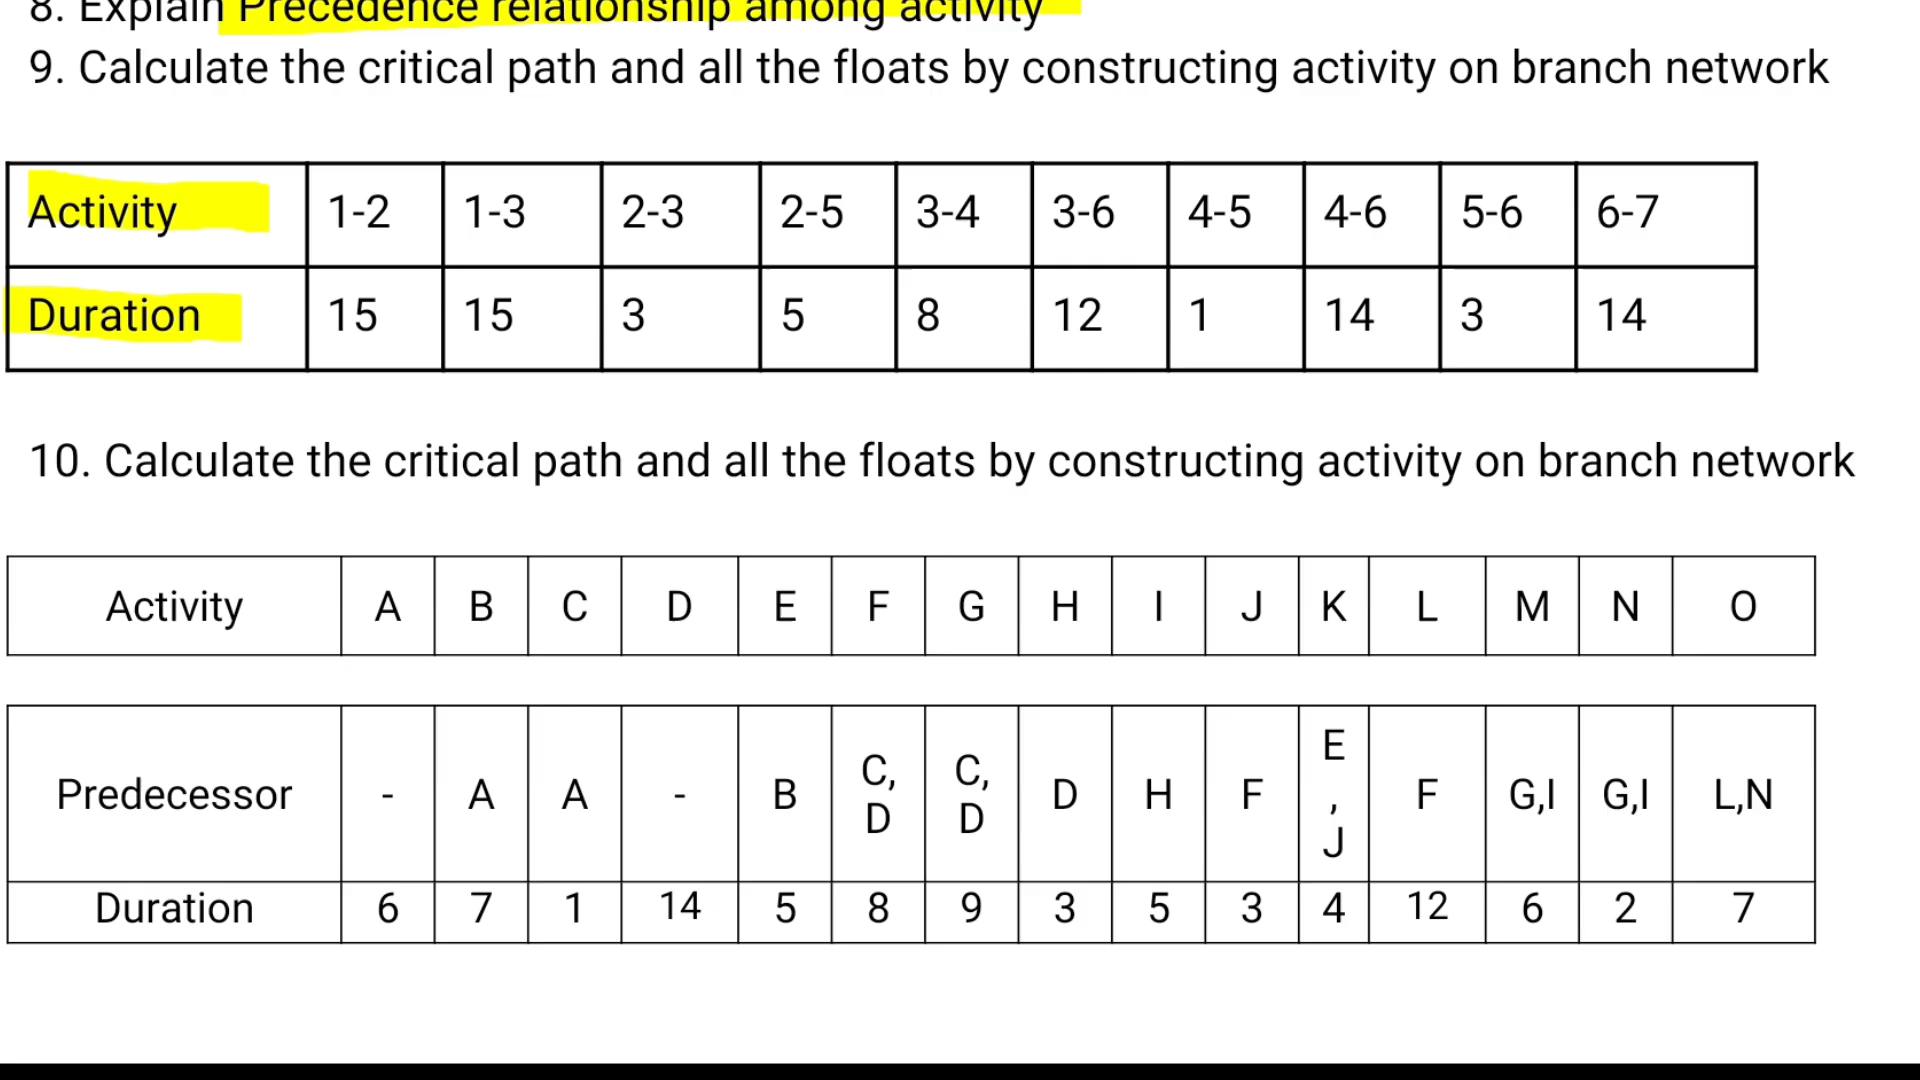 8. Explain Precedence relationship among activity
9. Calculate the critical path and all the floats by constructing activity on branch network
Activity 1-2 1-3 2-3 2-5 3-4 3-6 4-5 4-6 5-6 6-7
Duration 15 15 3 5 8 12 1 14 3 14
10. Calculate the critical path and all the floats by constructing activity on branch network
Activity A B C D E F G H I J K L M N O
Predecessor - A A - B C, D C, D D H F E , J F G,I G,I L,N
Duration 6 7 1 14 5 8 9 3 5 3 4 12 6 2 7